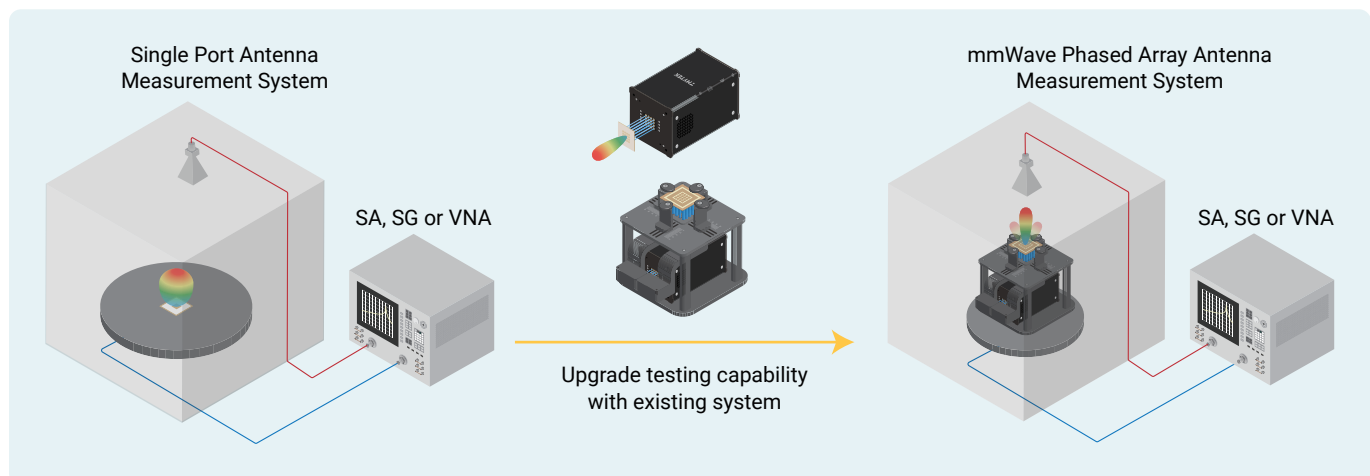 Single Port Antenna
Measurement System
mmWave Phased Array Antenna
Measurement System
TMYTEK
SA, SG or VNA
SA, SG or VNA
Upgrade testing capability
with existing system